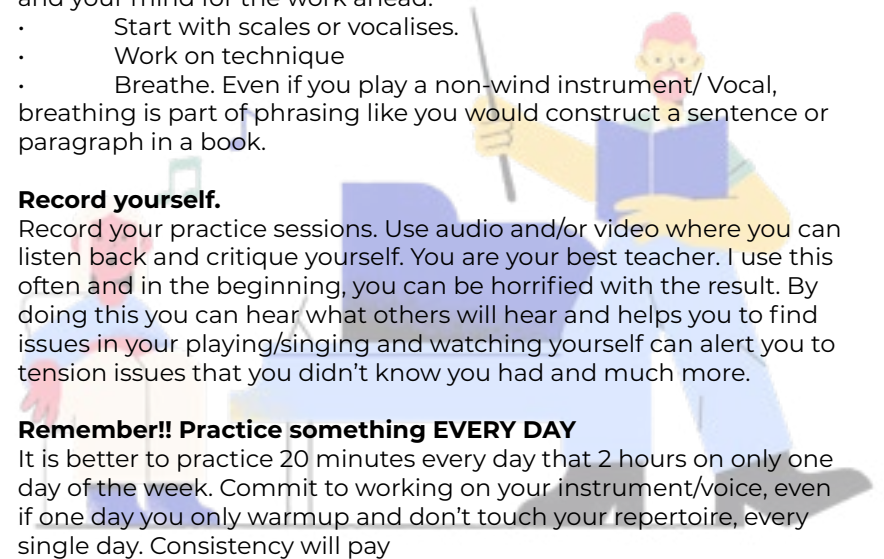 and your mind for the work ahead.
• Start with scales or vocalises.
• Work on technique
• Breathe. Even if you play a non-wind instrument/ Vocal,
breathing is part of phrasing like you would construct a sentence or
paragraph in a book.
Record yourself.
Record your practice sessions. Use audio and/or video where you can
listen back and critique yourself. You are your best teacher. I use this
often and in the beginning, you can be horrified with the result. By
doing this you can hear what others will hear and helps you to find
issues in your playing/singing and watching yourself can alert you to
tension issues that you didn’t know you had and much more.
Remember!! Practice something EVERY DAY
It is better to practice 20 minutes every day that 2 hours on only one
day of the week. Commit to working on your instrument/voice, even
if one day you only warmup and don’t touch your repertoire, every
single day. Consistency will pay